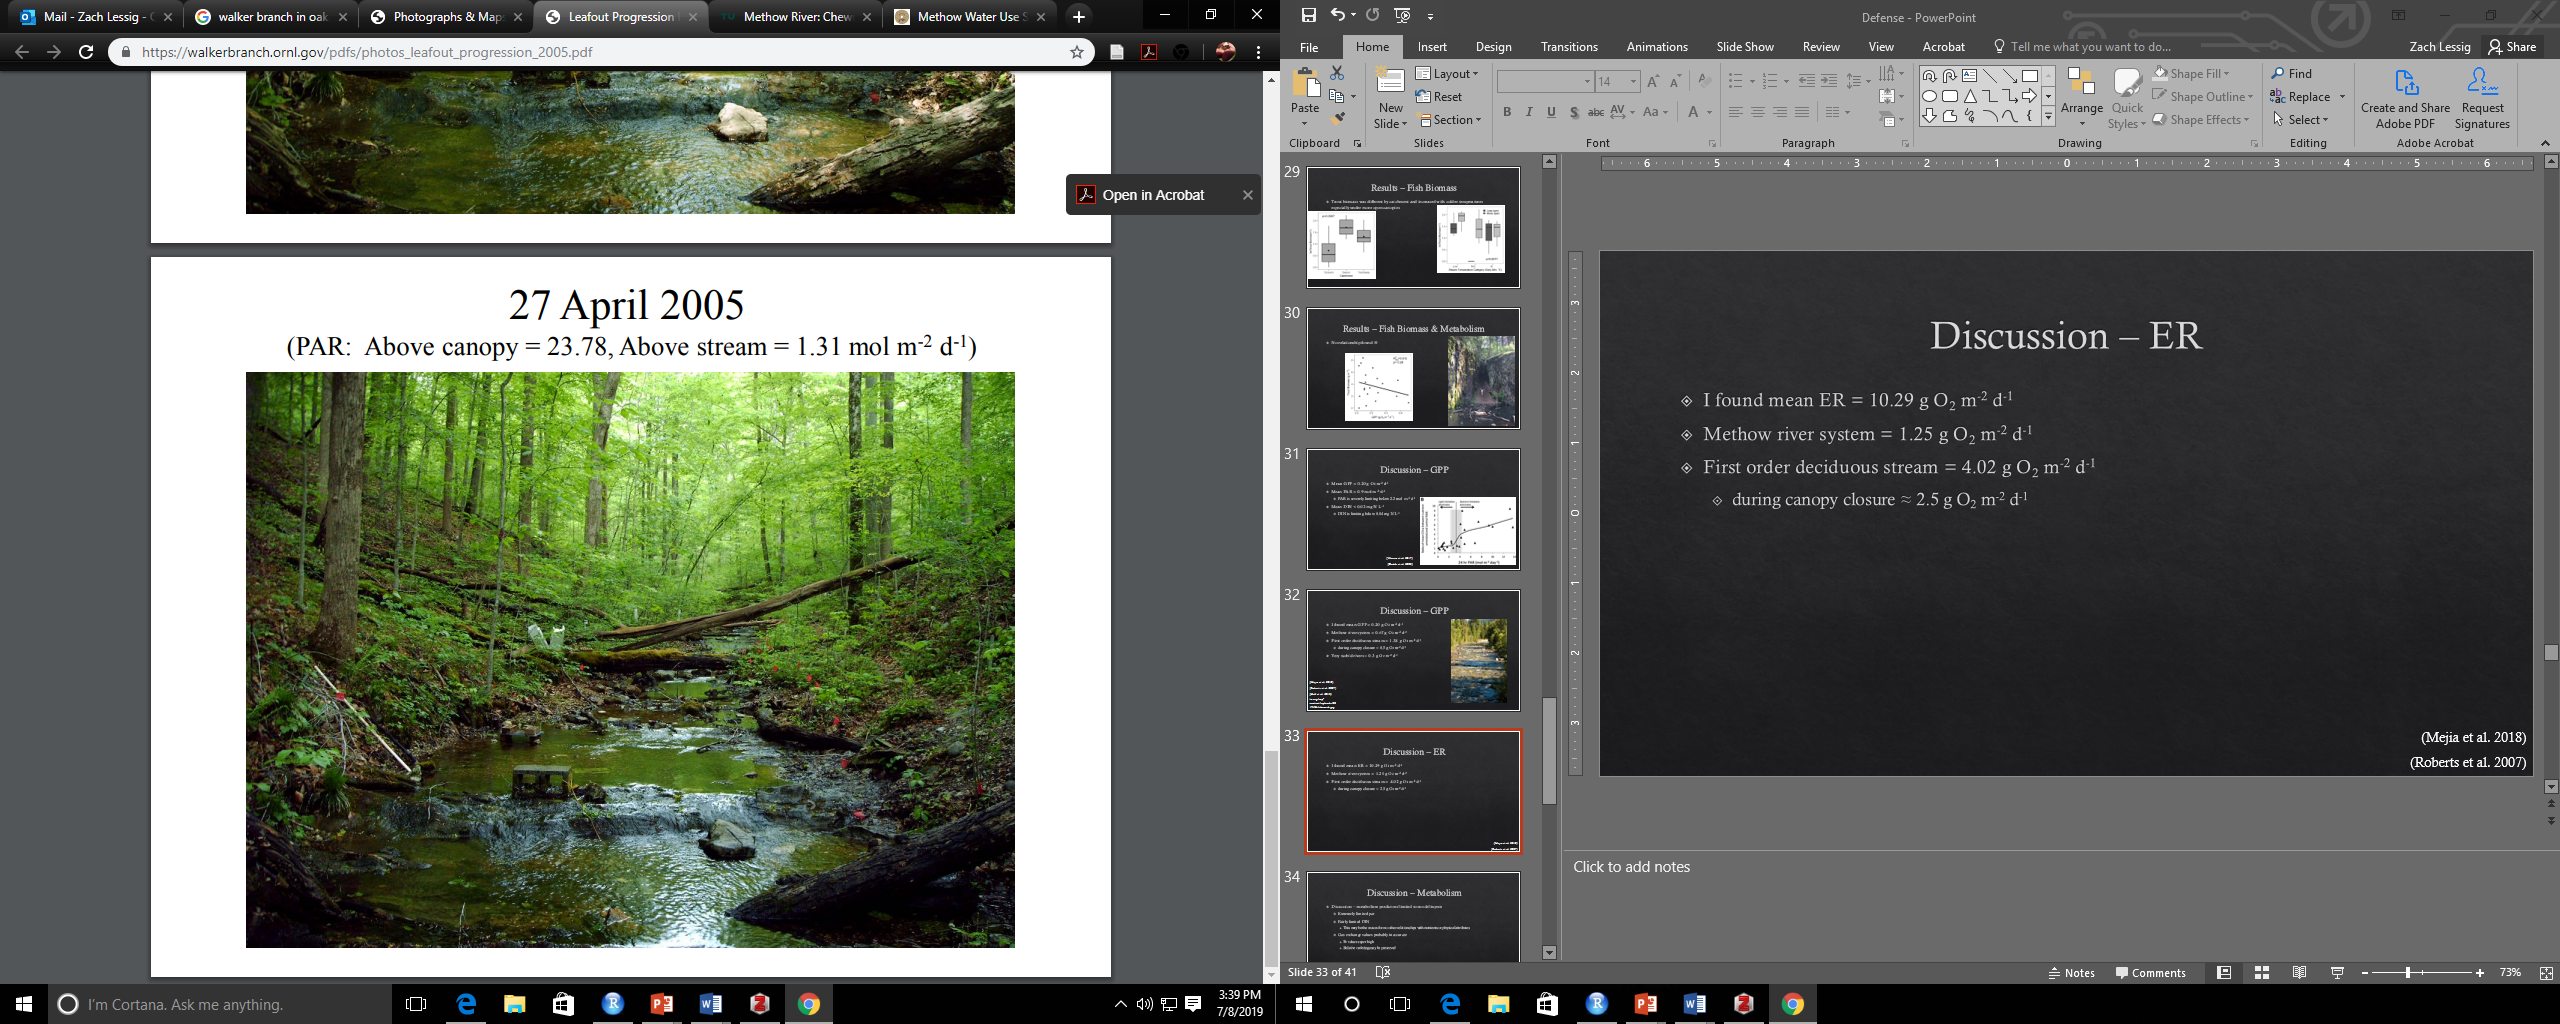 Mail - Zach Lessig - 
walker branch in oak
Photographs & Maps
Leafout Progression
Methow River: Chew
Methow Water Use S
https://walkerbranch.ornl.gov/pdfs/photos_leafout_progression_2005.pdf
Open in Acrobat
27 April 2005
(PAR: Above canopy = 23.78, Above stream = 1.31 mol m-2 d-1)
I'm Cortana. Ask me anything.
3:39 PM
7/8/2019
Defense - PowerPoint
File Home Insert Design Transitions Animations Slide Show Review View Acrobat Tell me what you want to do... Zach Lessig Share
Paste
New Slide
Layout
Reset
Section
14
Shape Fill
Shape Outline
Shape Effects
Arrange
Quick Styles
Find
Replace
Select
Create and Share Adobe PDF
Request Signatures
Clipboard Slides Font Paragraph Drawing Editing Adobe Acrobat
29
Results – Fish Biomass
30
Results – Fish Biomass & Metabolism
31
Discussion – GPP
32
Discussion – GPP
33
Discussion – ER
34
Discussion – Metabolism
Discussion – ER
I found mean ER = 10.29 g O2 m-2 d-1
Methow river system = 1.25 g O2 m-2 d-1
First order deciduous stream = 4.02 g O2 m-2 d-1
during canopy closure ≈ 2.5 g O2 m-2 d-1
(Mejia et al. 2018)
(Roberts et al. 2007)
Click to add notes
Slide 33 of 41
Notes
Comments
73%